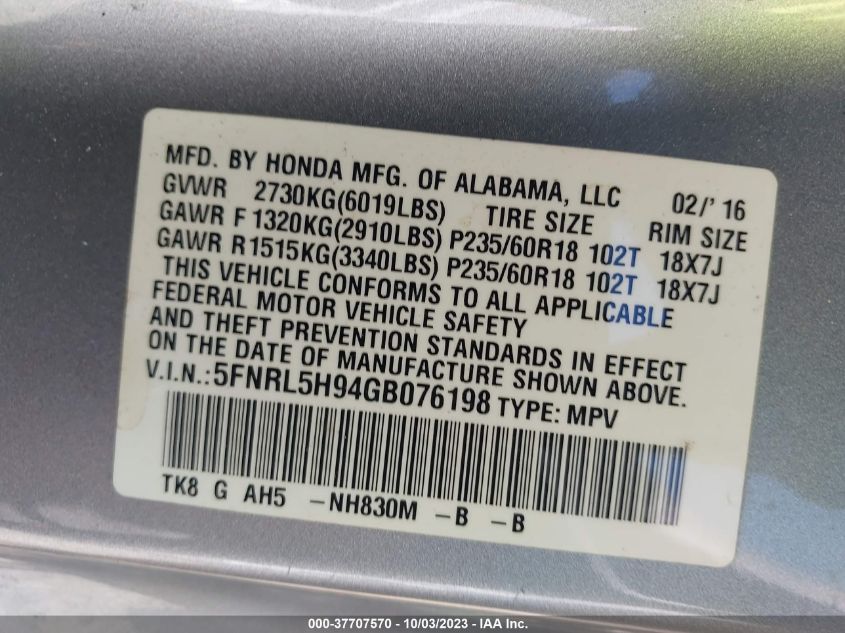 MFD. BY HONDA MFG. OF ALABAMA, LLC 02/' 16
GVWR 2730KG(6019LBS) TIRE SIZE RIM SIZE
GAWR F 1320KG(2910LBS) P235/60R18 102T 18X7J
GAWR R1515KG(3340LBS) P235/60R18 102T 18X7J
THIS VEHICLE CONFORMS TO ALL APPLICABLE
FEDERAL MOTOR VEHICLE SAFETY
AND THEFT PREVENTION STANDARDS IN EFFECT
ON THE DATE OF MANUFACTURE SHOWN ABOVE.
V.I.N.:5FNRL5H94GB076198 TYPE: MPV
TK8 G AH5 -NH830M -B -B
000-37707570 - 10/03/2023 - IAA Inc.